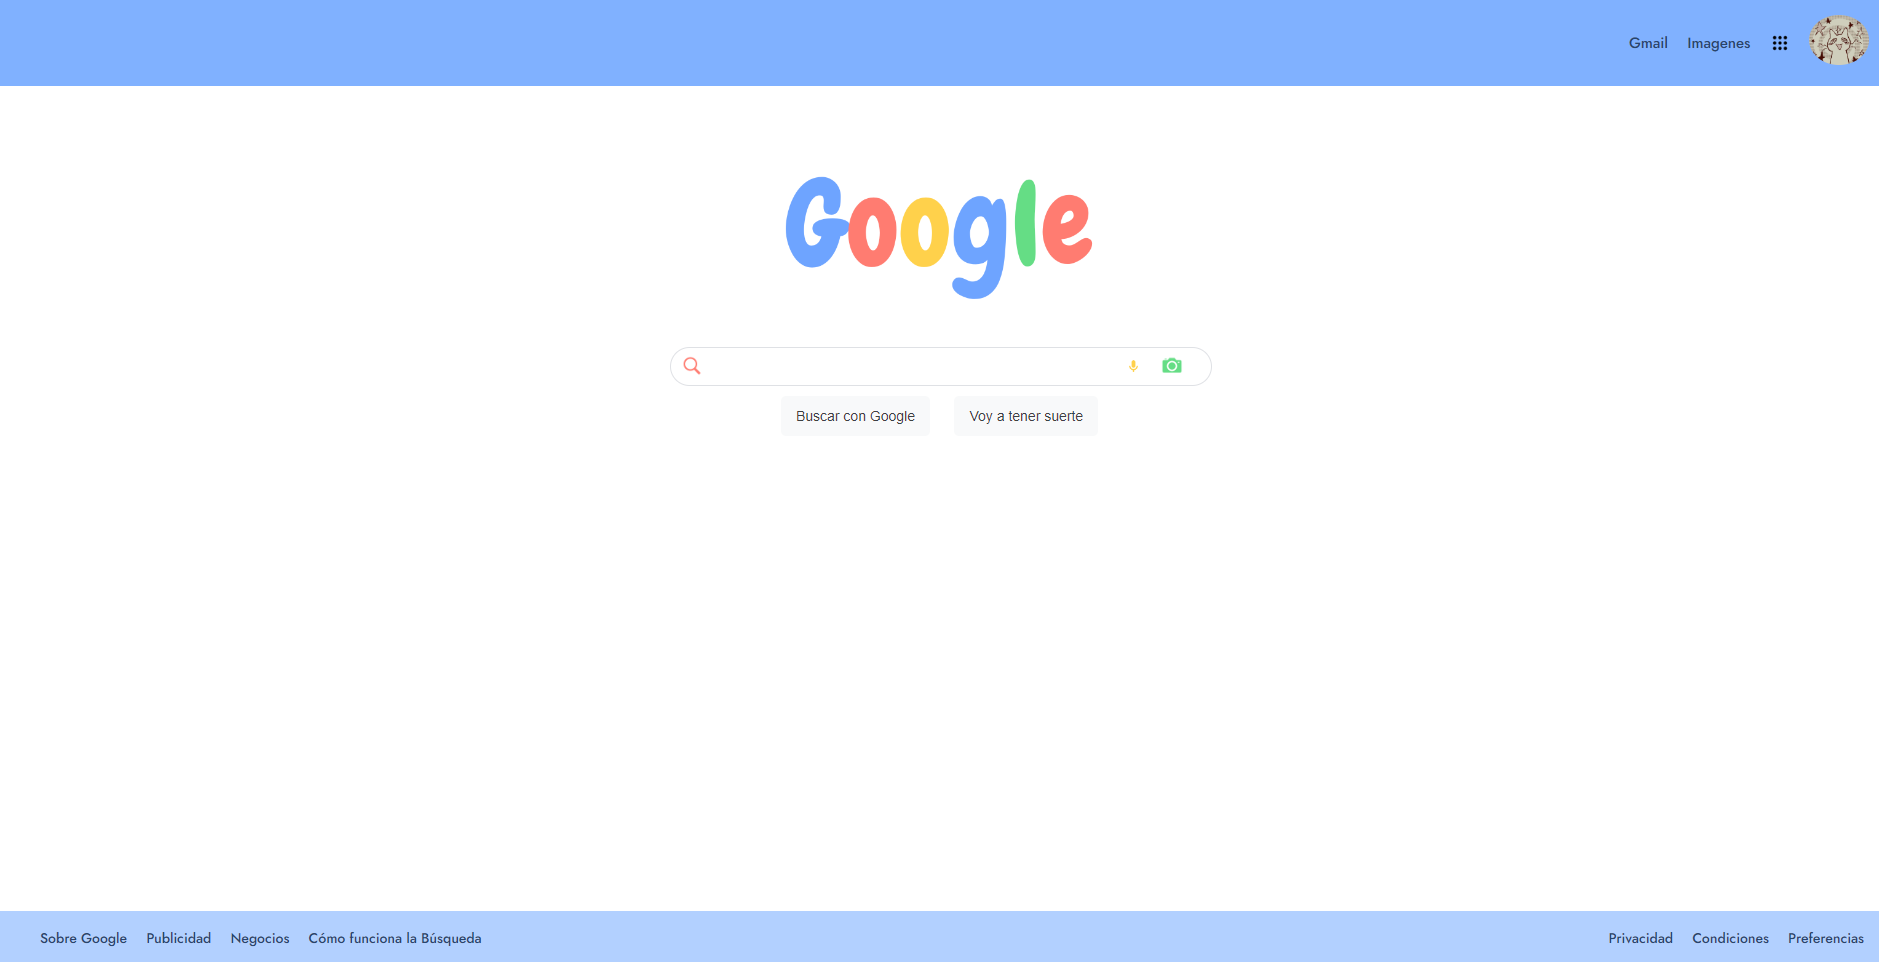 Gmail Imagenes
Google
Buscar con Google Voy a tener suerte
Sobre Google Publicidad Negocios Cómo funciona la Búsqueda Privacidad Condiciones Preferencias